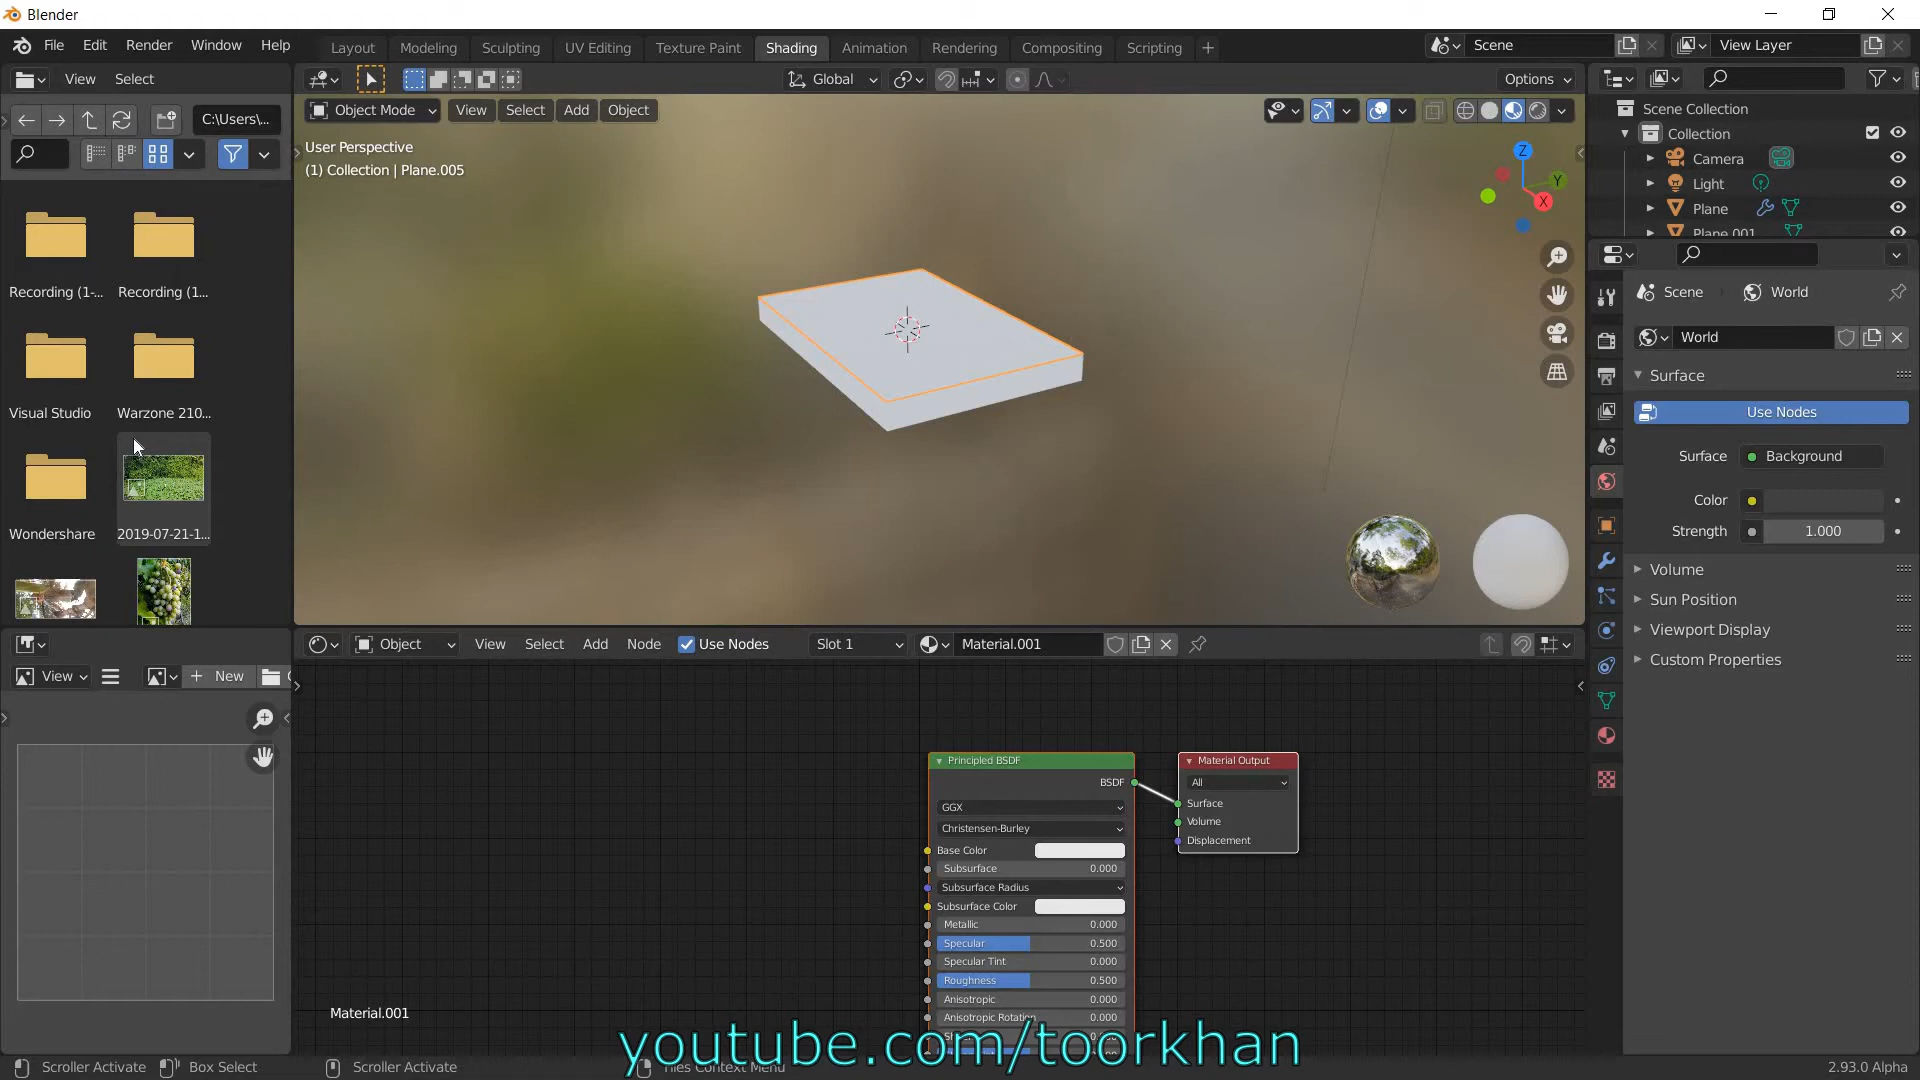 Blender
File Edit Render Window Help
Layout Modeling Sculpting UV Editing Texture Paint Shading Animation Rendering Compositing Scripting +
Scene
View Layer
View Select
Global
Options
C:\Users\...
Object Mode View Select Add Object
User Perspective
(1) Collection | Plane.005
Z
Y
X
Scene Collection
Collection
Camera
Light
Plane
Plane.001
Recording (1-...
Recording (1...
Visual Studio
Warzone 210...
Wondershare
2019-07-21-1...
Scene > World
World
Surface
Use Nodes
Surface Background
Color
Strength 1.000
Volume
Sun Position
Viewport Display
Custom Properties
Object View Select Add Node Use Nodes Slot 1 Material.001
View
+ New
Principled BSDF
BSDF
GGX
Christensen-Burley
Base Color
Subsurface 0.000
Subsurface Radius
Subsurface Color
Metallic 0.000
Specular 0.500
Specular Tint 0.000
Roughness 0.500
Anisotropic 0.000
Anisotropic Rotation 0.000
Material Output
All
Surface
Volume
Displacement
Material.001
youtube.com/toorkhan
Scroller Activate Box Select Scroller Activate Files Context Menu
2.93.0 Alpha